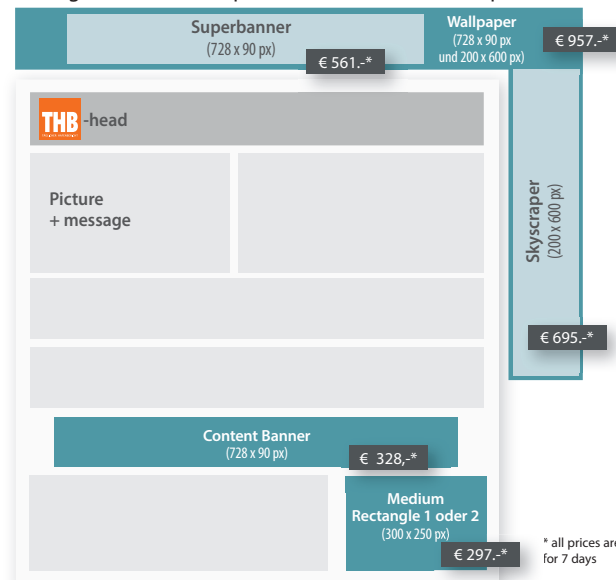 Superbanner
(728 x 90 px)
€ 561.-*
Wallpaper
(728 x 90 px
und 200 x 600 px)
€ 957.-*
THB -head
Picture
+ message
Skyscraper
(200 x 600 px)
€ 695.-*
Content Banner
(728 x 90 px)
€ 328,-*
Medium
Rectangle 1 oder 2
(300 x 250 px)
€ 297.-*
* all prices are
for 7 days